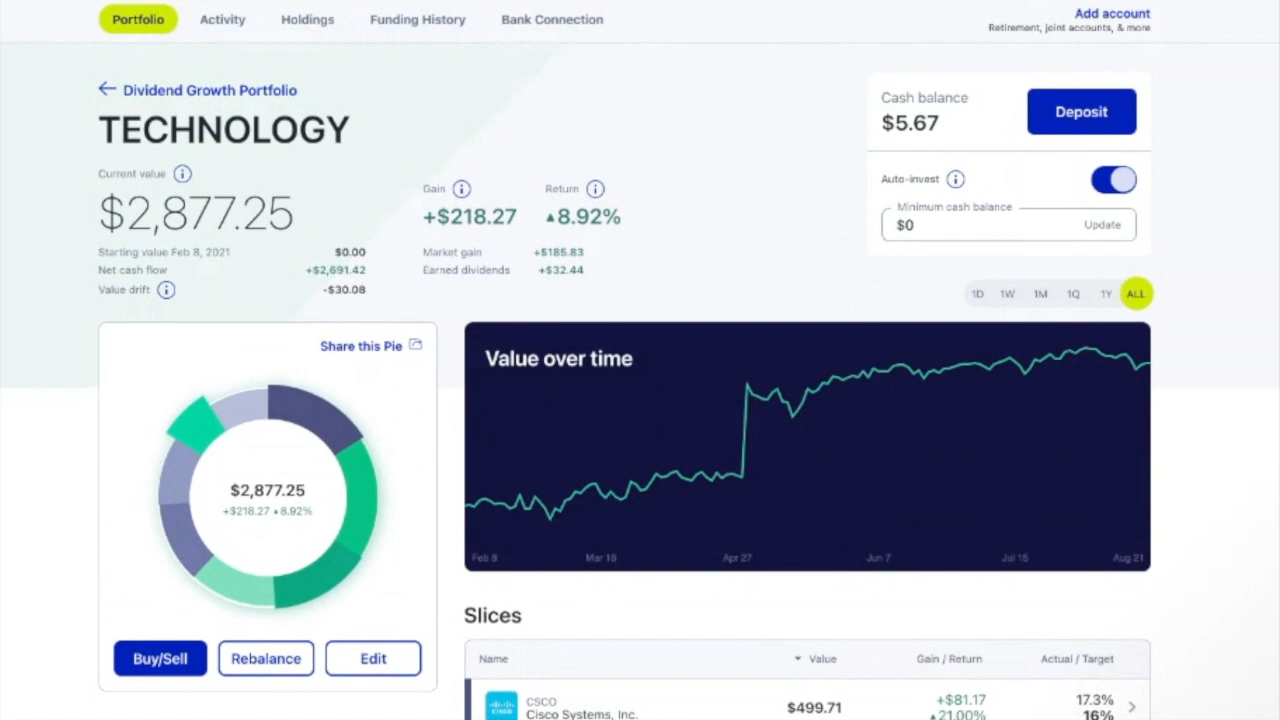 Portfolio Activity Holdings Funding History Bank Connection
Add account
Retirement, joint accounts, & more
Dividend Growth Portfolio
TECHNOLOGY
Current value
$2,877.25
Starting value Feb 8, 2021 $0.00
Net cash flow +$2,691.42
Value drift -$30.08
Gain Return
+$218.27 ▲8.92%
Market gain +$185.83
Earned dividends +$32.44
Cash balance
$5.67
Deposit
Auto-invest
Minimum cash balance
$0 Update
1D 1W 1M 1Q 1Y ALL
Share this Pie
$2,877.25
+$218.27 ▲8.92%
Buy/Sell Rebalance Edit
Value over time
Feb 8 Mar 18 Apr 27 Jun 7 Jul 15 Aug 21
Slices
Name Value Gain / Return Actual / Target
CISCO
CSCO
Cisco Systems, Inc.
$499.71
+$81.17
▲21.00%
17.3%
16%